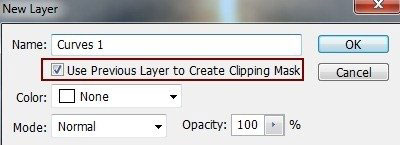 New Layer
Name: Curves 1 OK
Use Previous Layer to Create Clipping Mask Cancel
Color: None
Mode: Normal Opacity: 100 %